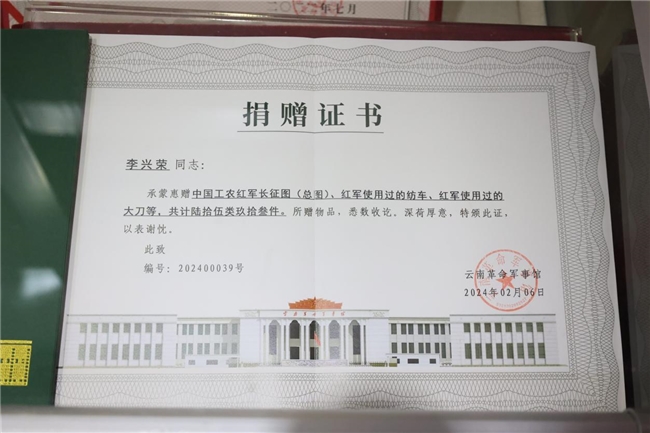 年七月
捐赠证书
李兴荣 同志：
承蒙惠赠中国工农红军长征图（总图）、红军使用过的纺车、红军使用过的
大刀等，共计陆拾伍类玖拾叁件。所赠物品，悉数收讫。深荷厚意，特颁此证，
以表谢忱。
此致
编号：202400039号
云南革命军事馆
2024年02月06日